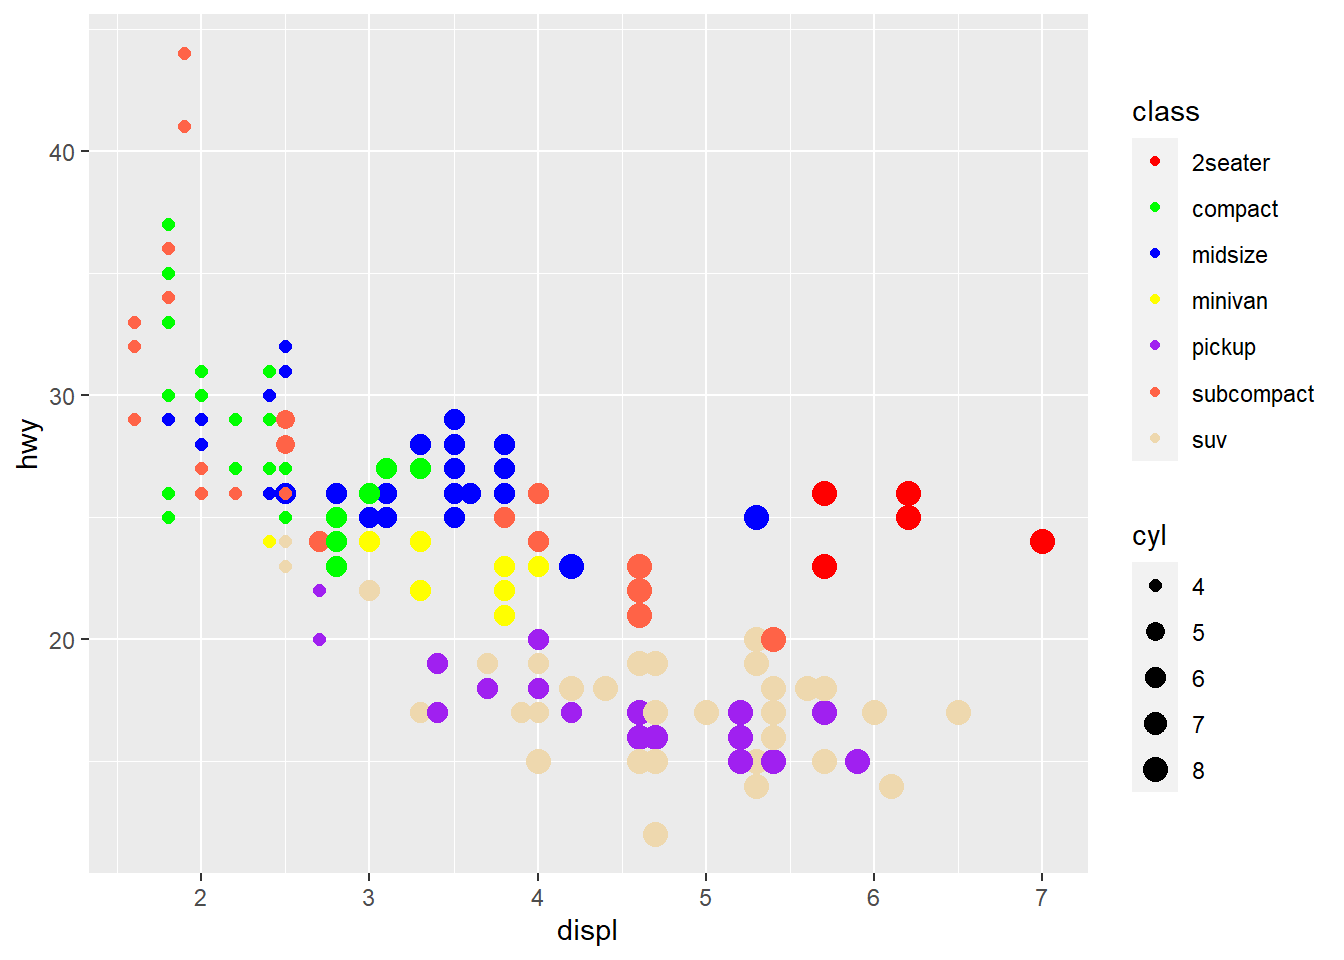 hwy
40
30
20
2
3
4
5
6
7
displ
class
2seater
compact
midsize
minivan
pickup
subcompact
suv
cyl
4
5
6
7
8